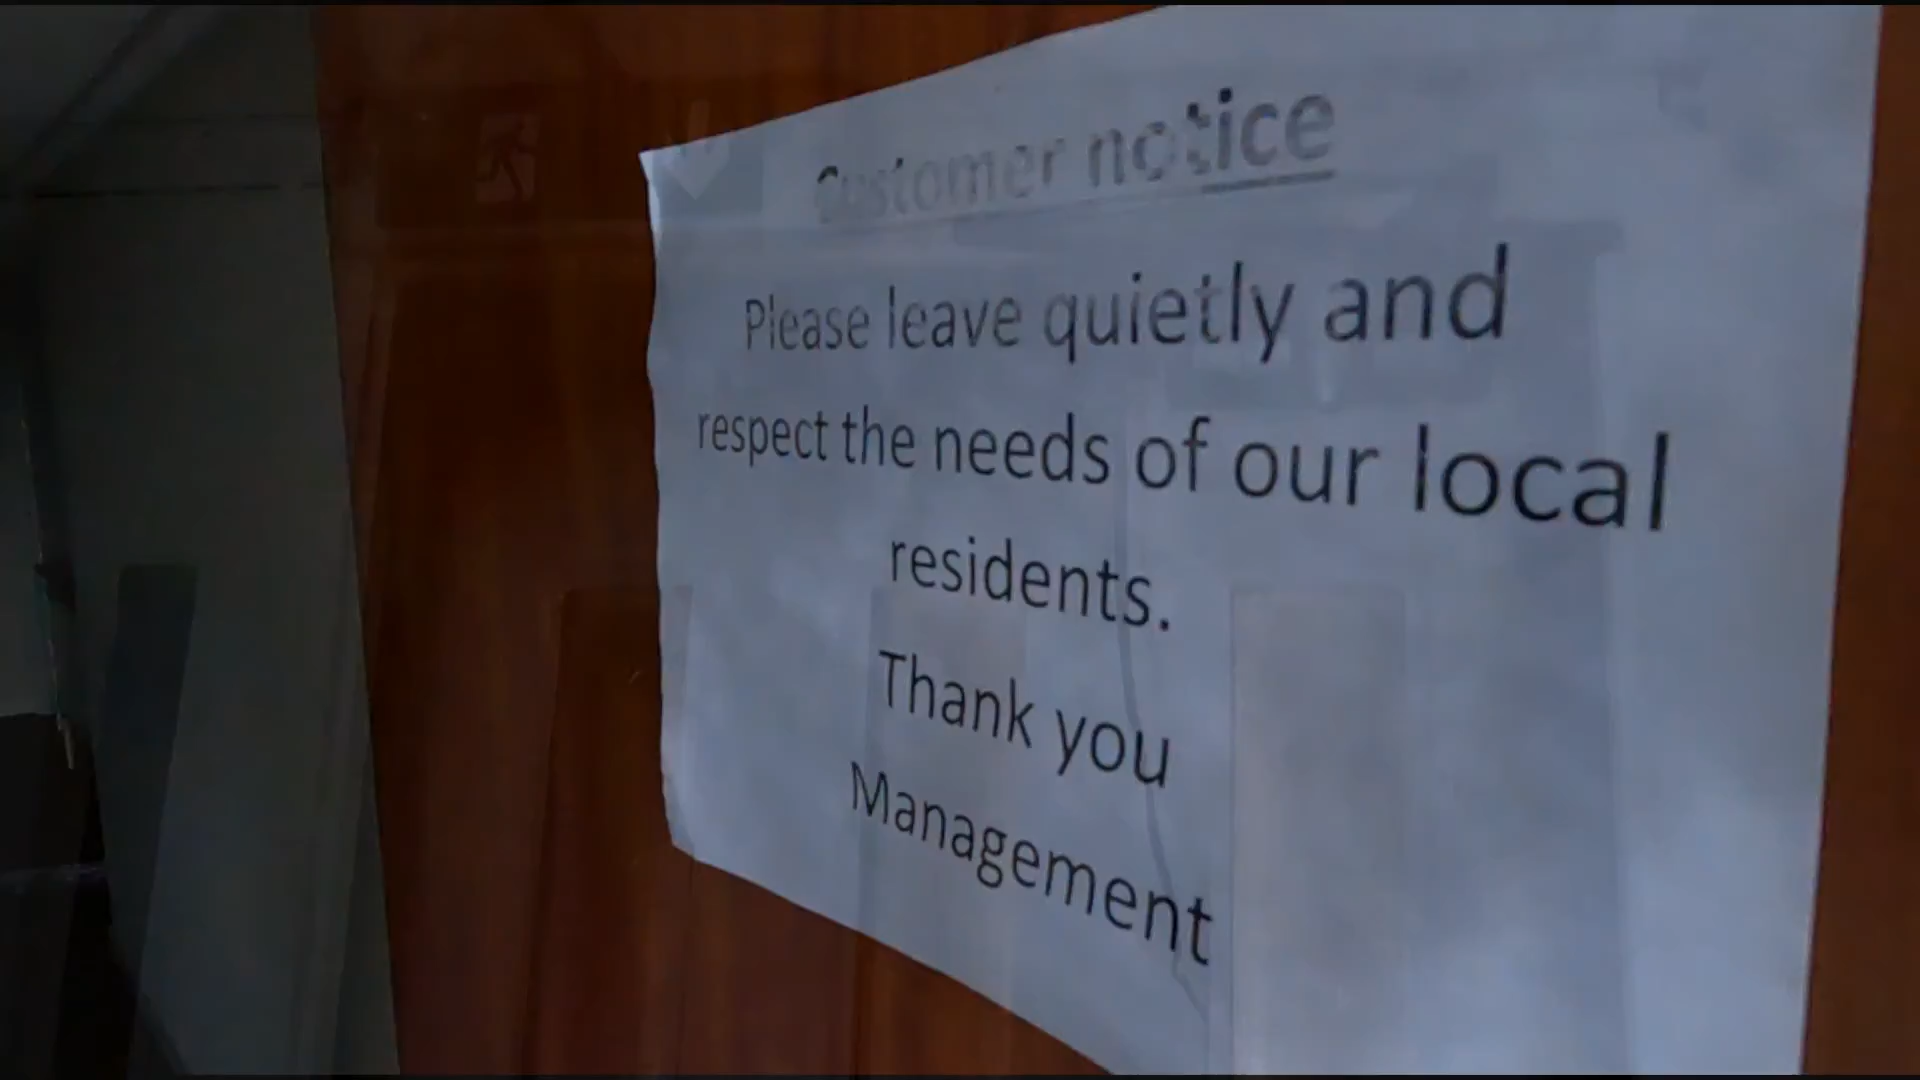 Customer notice
Please leave quietly and
respect the needs of our local
residents.
Thank you
Management